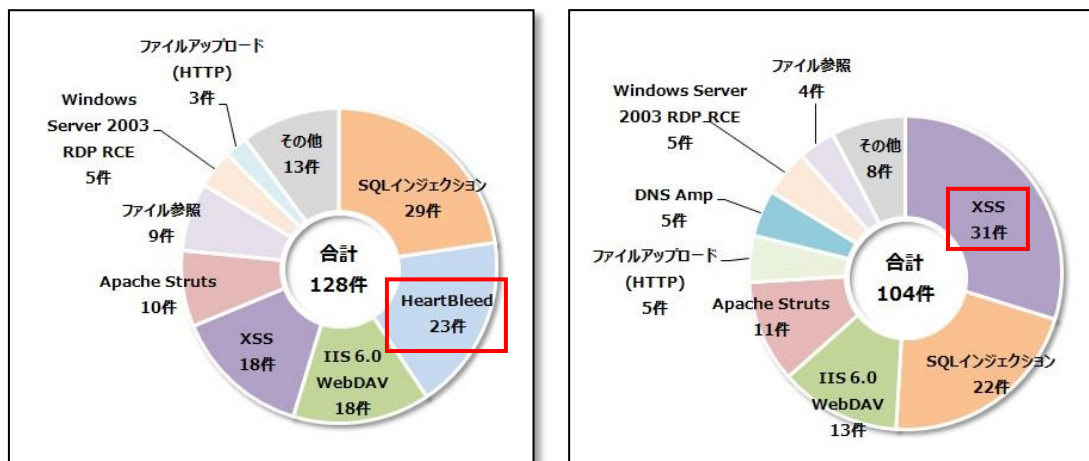 ファイルアップロード
(HTTP)
3件
Windows
Server 2003
RDP RCE
5件
ファイル参照
9件
Apache Struts
10件
XSS
18件
IIS 6.0
WebDAV
18件
HeartBleed
23件
SQLインジェクション
29件
その他
13件
合計
128件
ファイル参照
4件
Windows Server
2003 RDP RCE
5件
DNS Amp
5件
ファイルアップロード
(HTTP)
5件
Apache Struts
11件
IIS 6.0
WebDAV
13件
SQLインジェクション
22件
XSS
31件
その他
8件
合計
104件